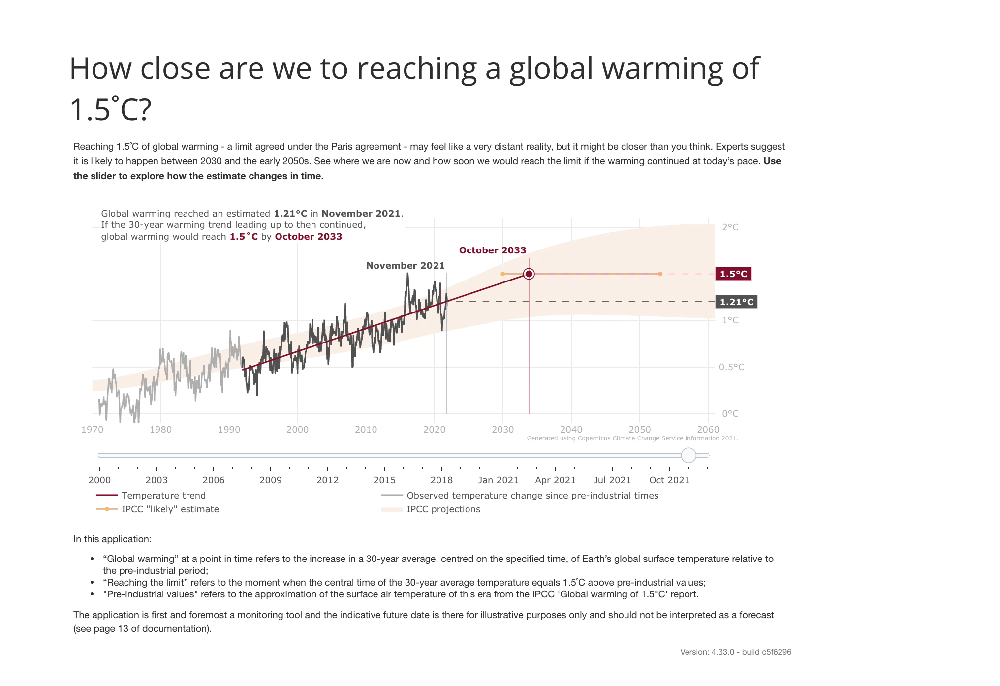 How close are we to reaching a global warming of
1.5˚C?
Reaching 1.5˚C of global warming - a limit agreed under the Paris agreement - may feel like a very distant reality, but it might be closer than you think. Experts suggest
it is likely to happen between 2030 and the early 2050s. See where we are now and how soon we would reach the limit if the warming continued at today’s pace. Use
the slider to explore how the estimate changes in time.
Global warming reached an estimated 1.21°C in November 2021.
If the 30-year warming trend leading up to then continued,
global warming would reach 1.5˚C by October 2033.
2°C
October 2033
November 2021
1.5°C
1.21°C
1°C
0.5°C
0°C
1970 1980 1990 2000 2010 2020 2030 2040 2050 2060
Generated using Copernicus Climate Change Service information 2021.
2000 2003 2006 2009 2012 2015 2018 Jan 2021 Apr 2021 Jul 2021 Oct 2021
Temperature trend Observed temperature change since pre-industrial times
IPCC "likely" estimate IPCC projections
In this application:
• “Global warming” at a point in time refers to the increase in a 30-year average, centred on the specified time, of Earth’s global surface temperature relative to
the pre-industrial period;
• “Reaching the limit” refers to the moment when the central time of the 30-year average temperature equals 1.5˚C above pre-industrial values;
• "Pre-industrial values" refers to the approximation of the surface air temperature of this era from the IPCC 'Global warming of 1.5°C' report.
The application is first and foremost a monitoring tool and the indicative future date is there for illustrative purposes only and should not be interpreted as a forecast
(see page 13 of documentation).
Version: 4.33.0 - build c5f6296